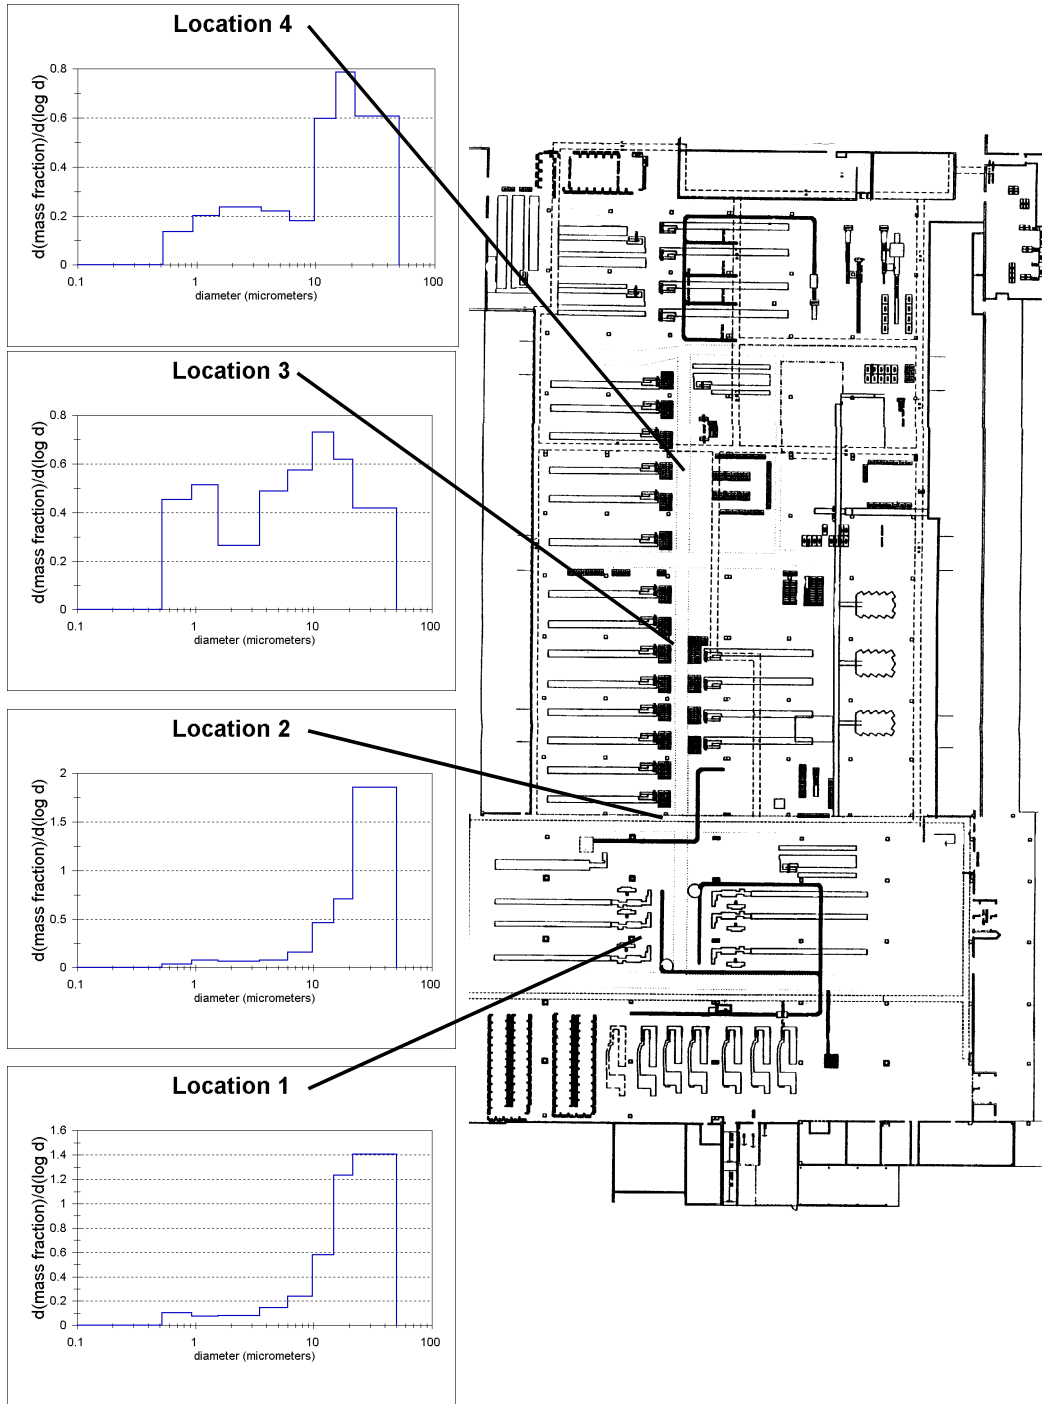 Location 4
d(mass fraction)/d(log d)
0.8
0.6
0.4
0.2
0
0.1 1 10 100
diameter (micrometers)
Location 3
d(mass fraction)/d(log d)
0.8
0.6
0.4
0.2
0
0.1 1 10 100
diameter (micrometers)
Location 2
d(mass fraction)/d(log d)
2
1.5
1
0.5
0
0.1 1 10 100
diameter (micrometers)
Location 1
d(mass fraction)/d(log d)
1.6
1.4
1.2
1
0.8
0.6
0.4
0.2
0
0.1 1 10 100
diameter (micrometers)